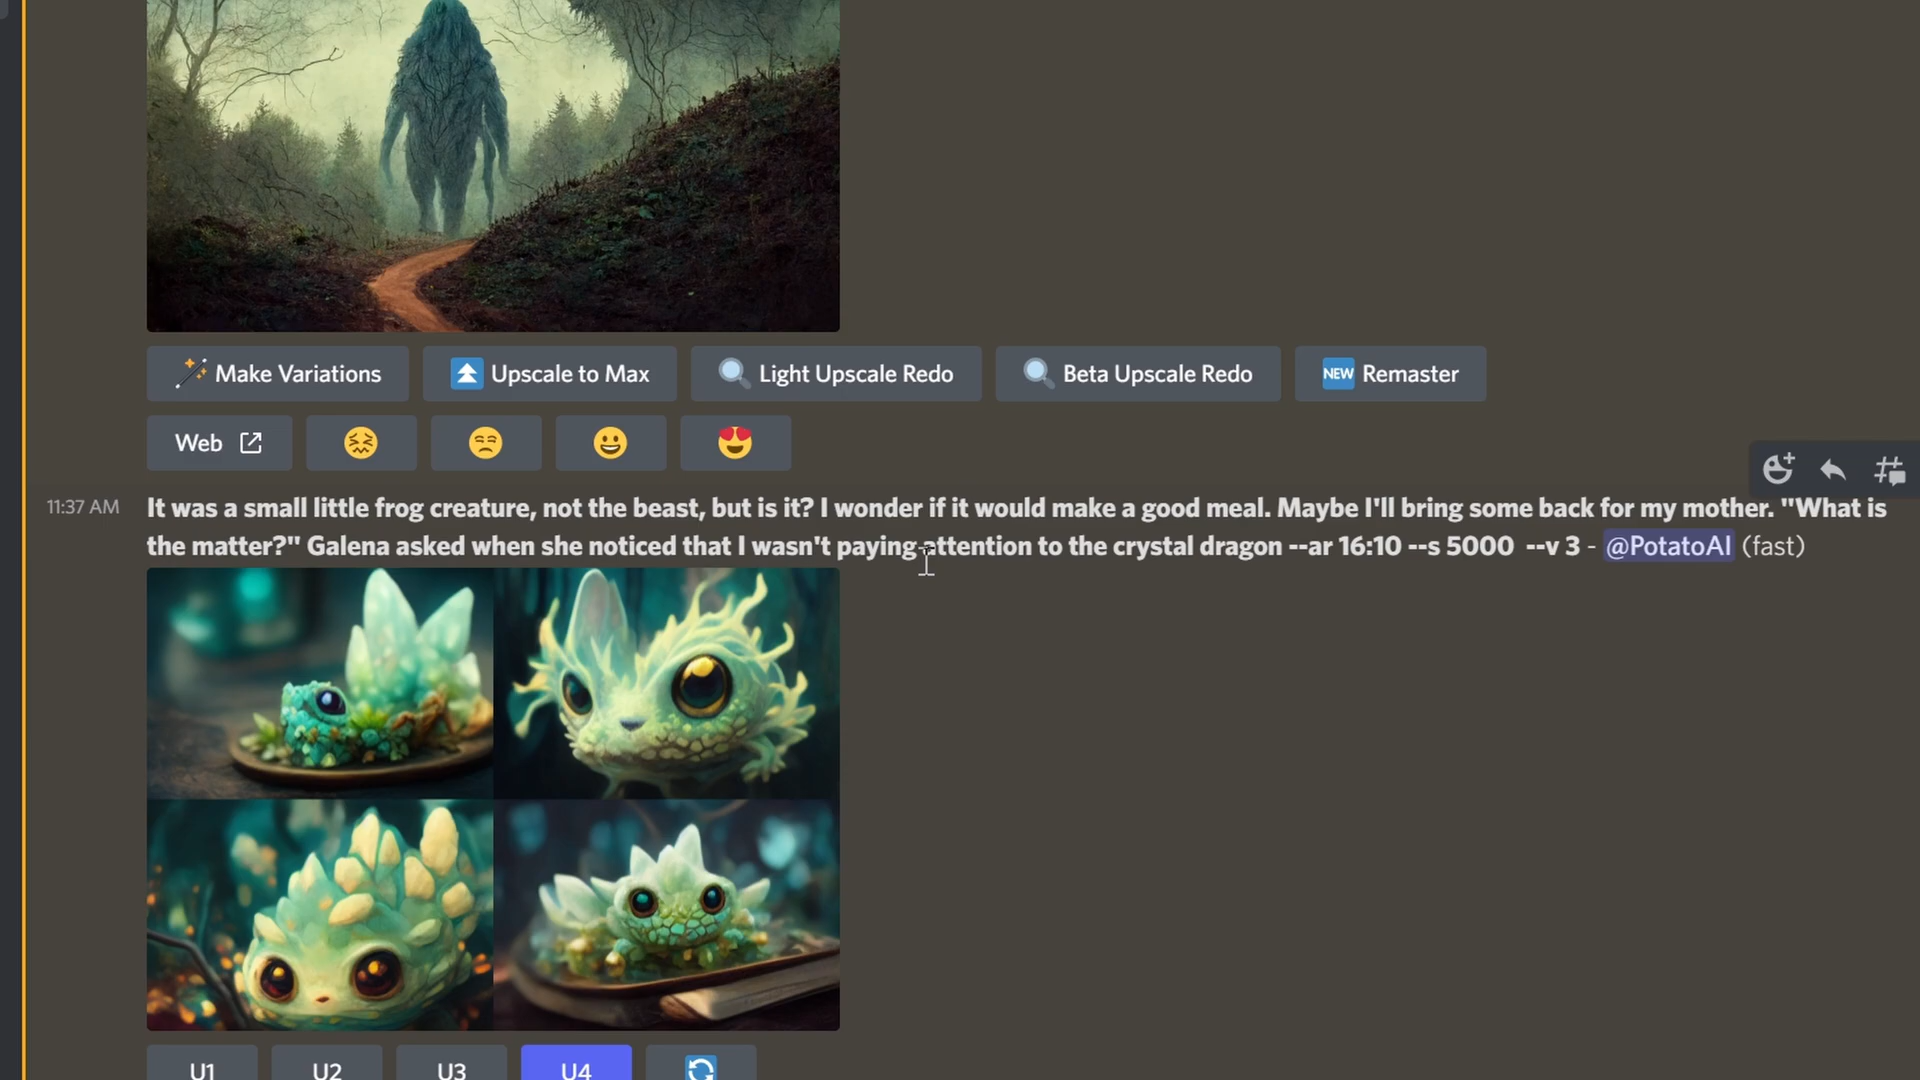 Make Variations Upscale to Max Light Upscale Redo Beta Upscale Redo NEW Remaster
Web
11:37 AM It was a small little frog creature, not the beast, but is it? I wonder if it would make a good meal. Maybe I'll bring some back for my mother. "What is
the matter?" Galena asked when she noticed that I wasn't paying attention to the crystal dragon --ar 16:10 --s 5000 --v 3 - @PotatoAI (fast)
U1 U2 U3 U4